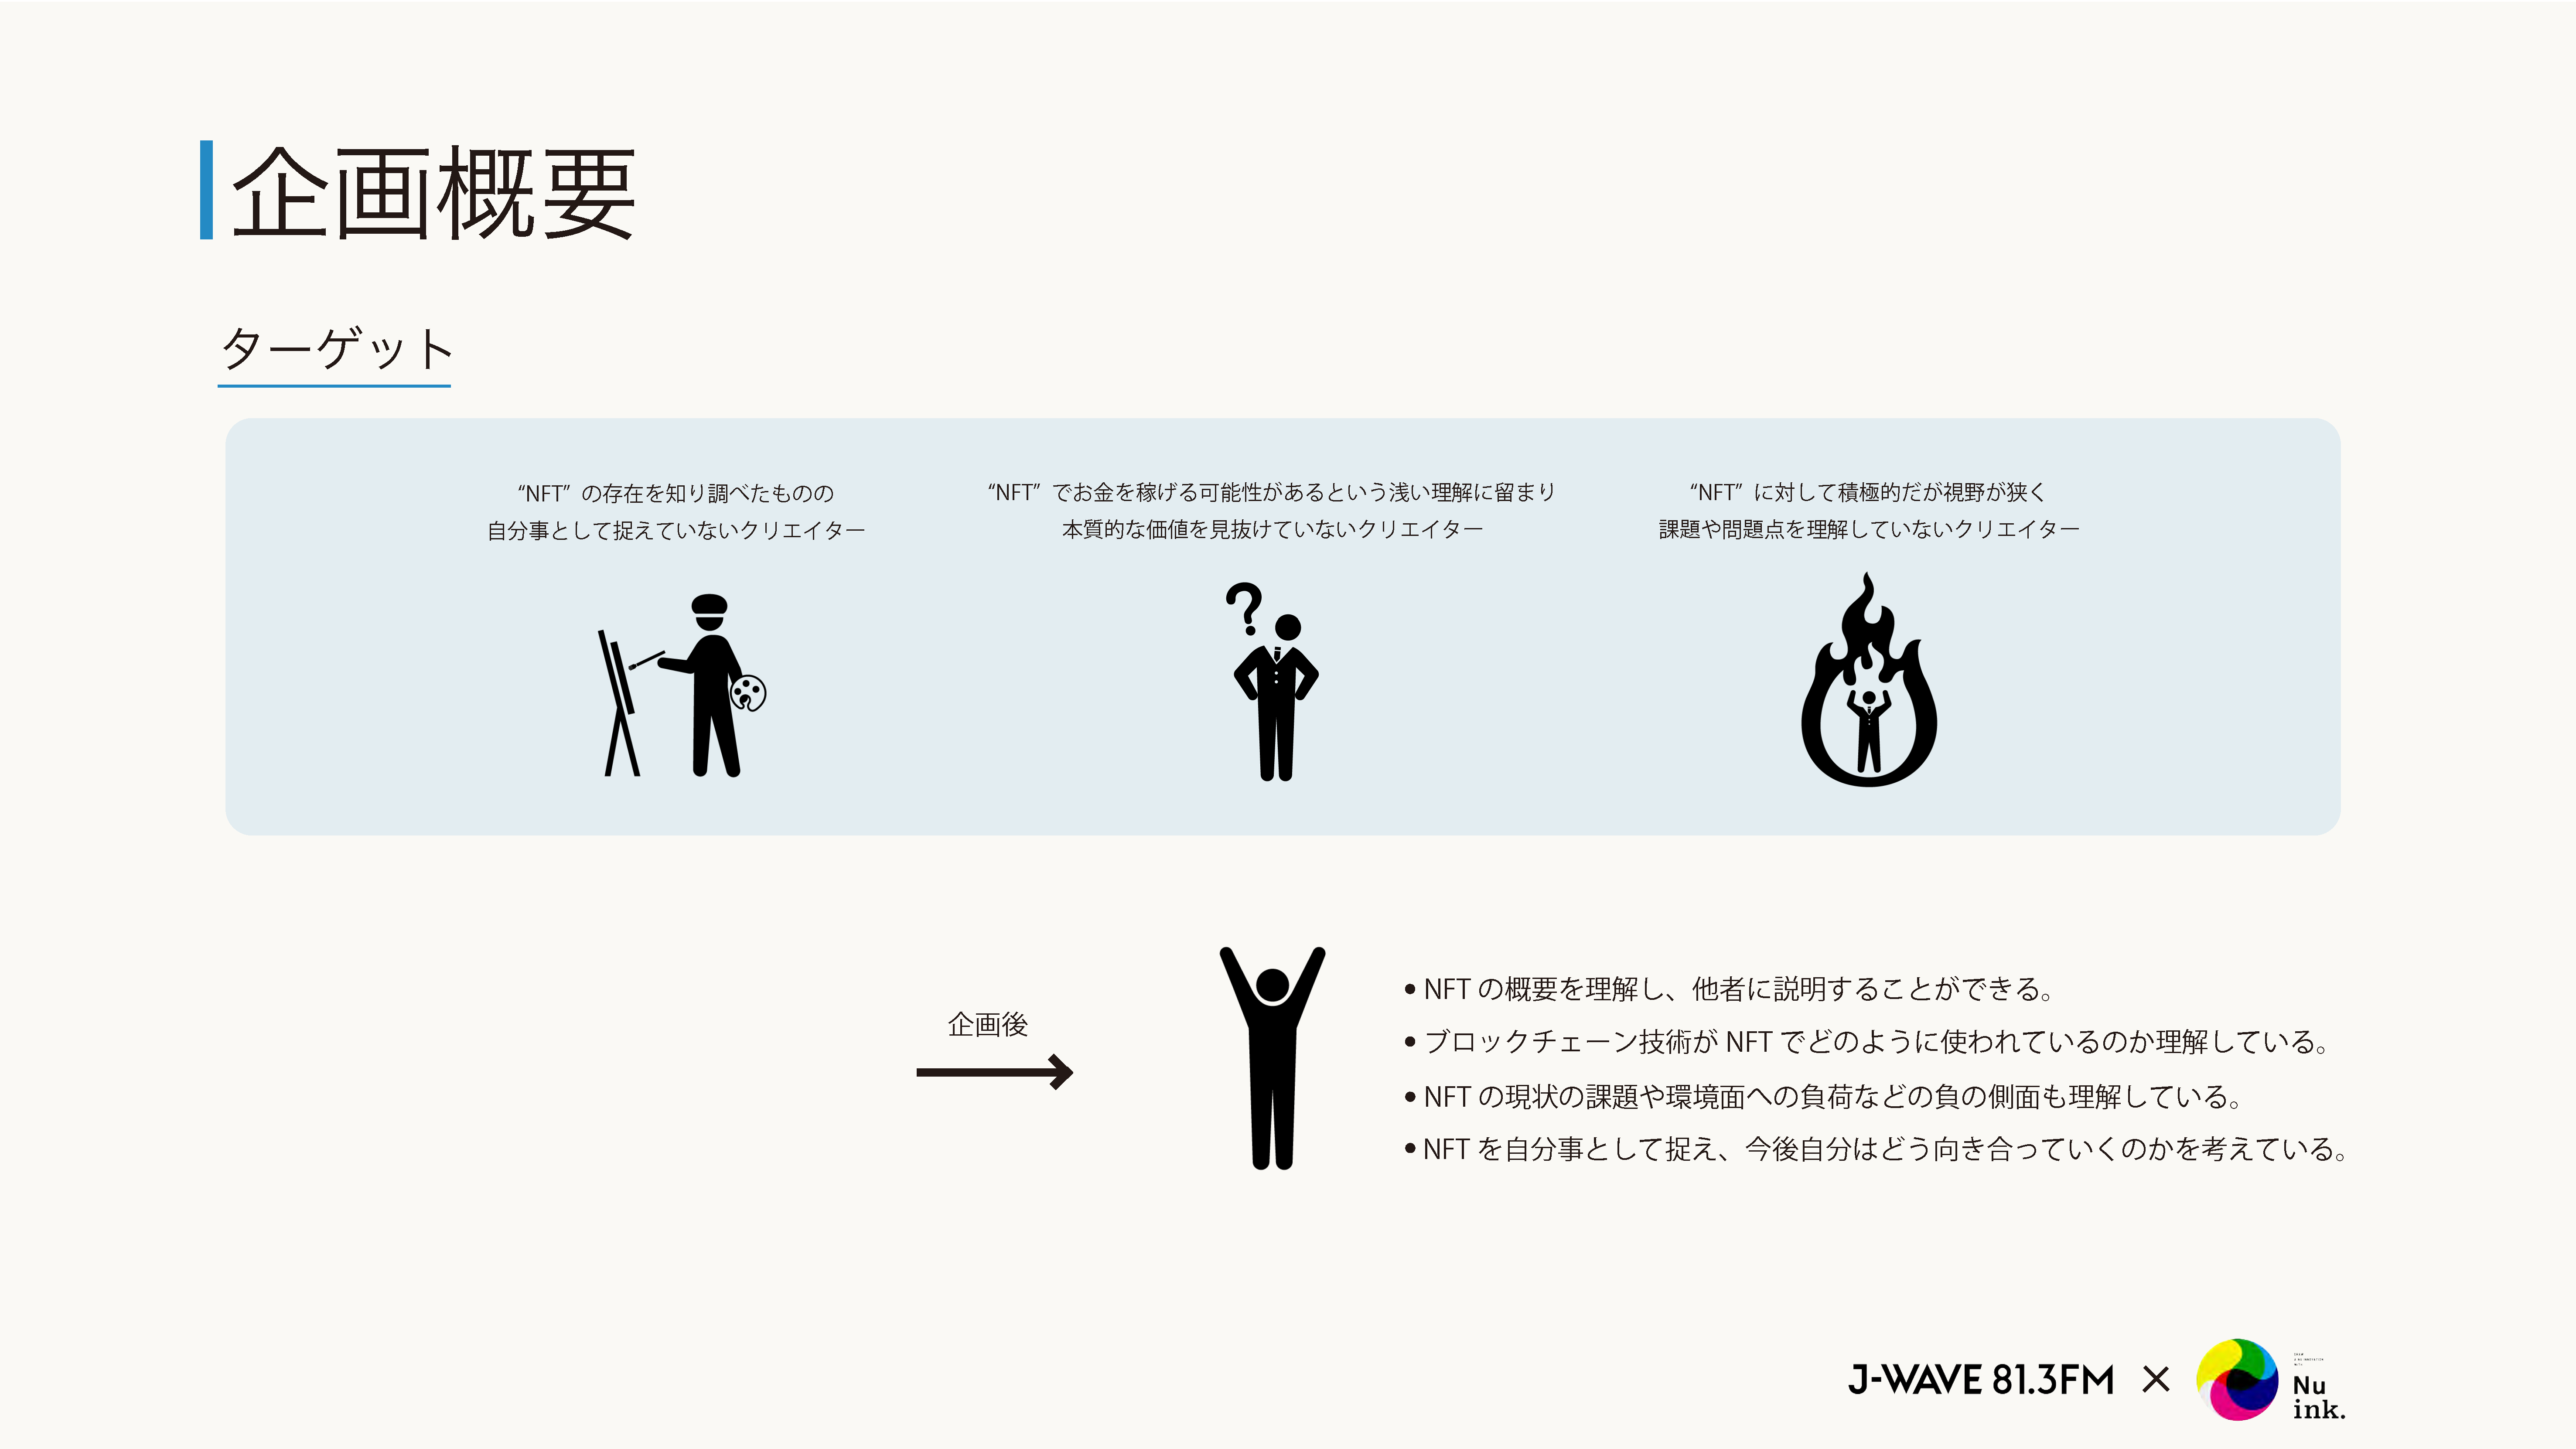 企画概要
ターゲット
“NFT” の存在を知り調べたものの
自分事として捉えていないクリエイター
“NFT” でお金を稼げる可能性があるという浅い理解に留まり
本質的な価値を見抜けていないクリエイター
“NFT” に対して積極的だが視野が狭く
課題や問題点を理解していないクリエイター
?
企画後
• NFT の概要を理解し、他者に説明することができる。
• ブロックチェーン技術が NFT でどのように使われているのか理解している。
• NFT の現状の課題や環境面への負荷などの負の側面も理解している。
• NFT を自分事として捉え、今後自分はどう向き合っていくのかを考えている。
J-WAVE 81.3FM ×
Nu
ink.